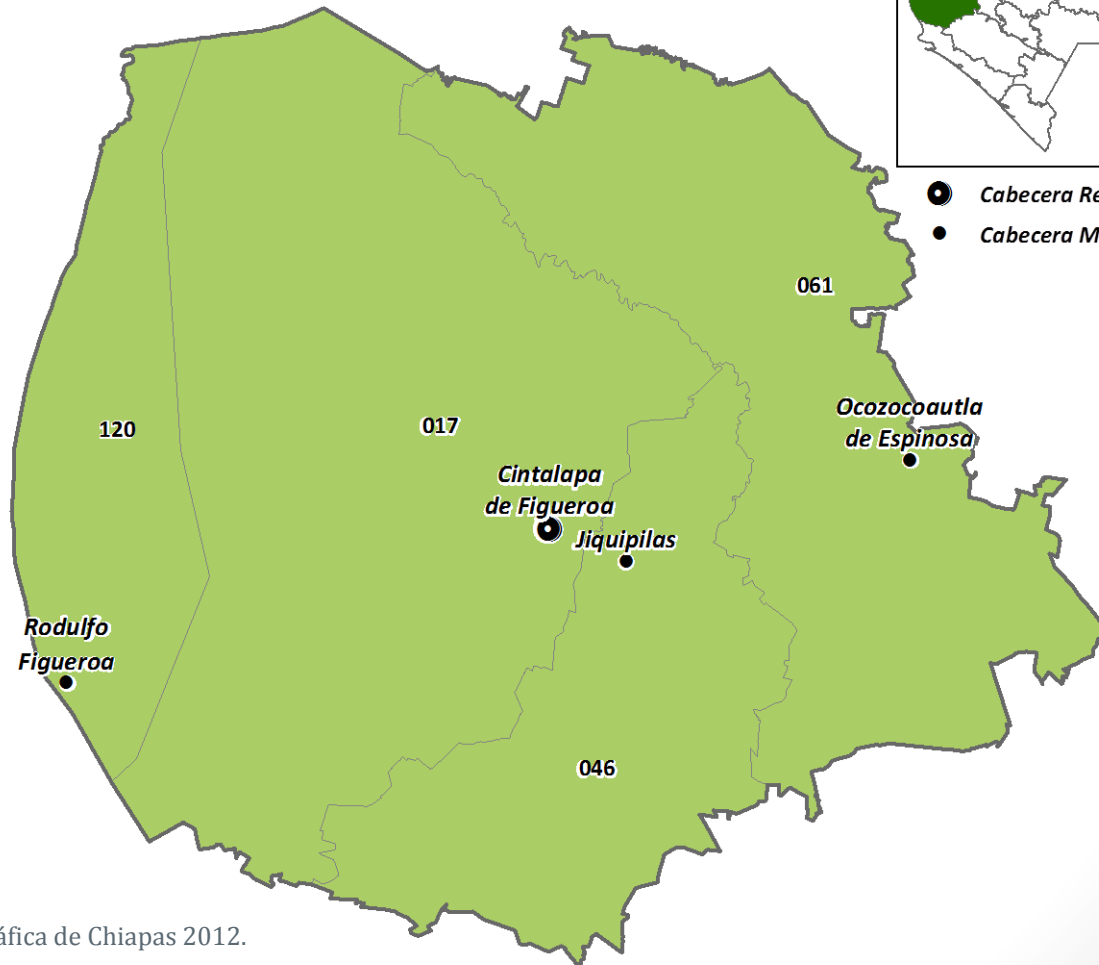 Cabecera Re
Cabecera M
061
Ocozocoautla
de Espinosa
120
017
Cintalapa
de Figueroa
Jiquipilas
Rodulfo
Figueroa
046
áfica de Chiapas 2012.